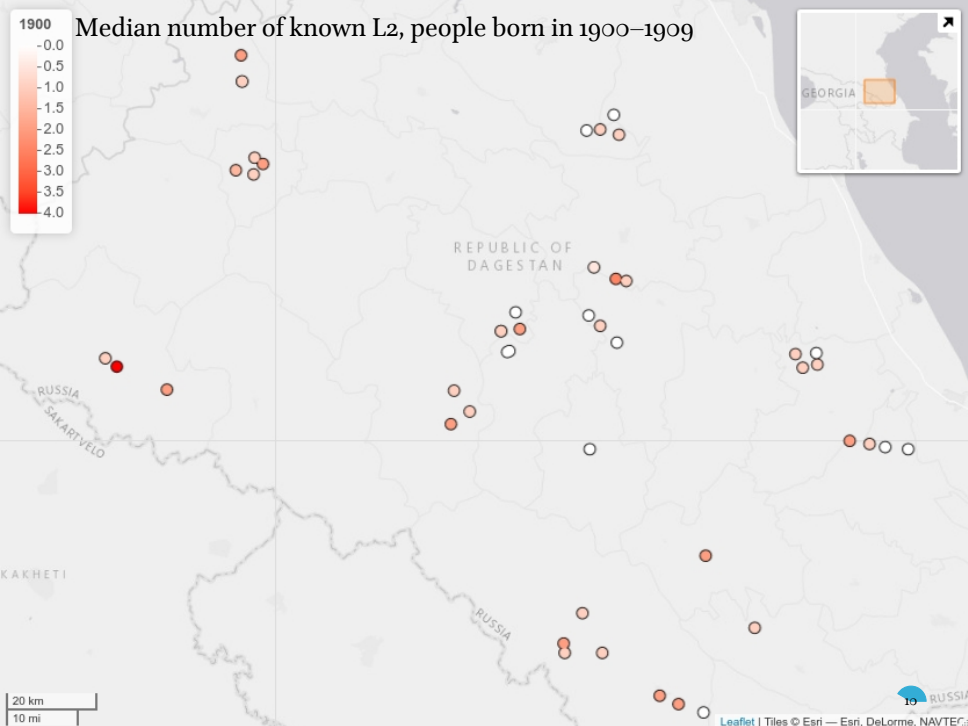 Median number of known L2, people born in 1900–1909
1900
0.0
0.5
1.0
1.5
2.0
2.5
3.0
3.5
4.0
GEORGIA
REPUBLIC OF
DAGESTAN
RUSSIA
SAKARTVELO
KAKHETI
RUSSIA
RUSSIA
10
20 km
10 mi
Leaflet | Tiles © Esri — Esri, DeLorme, NAVTEQ